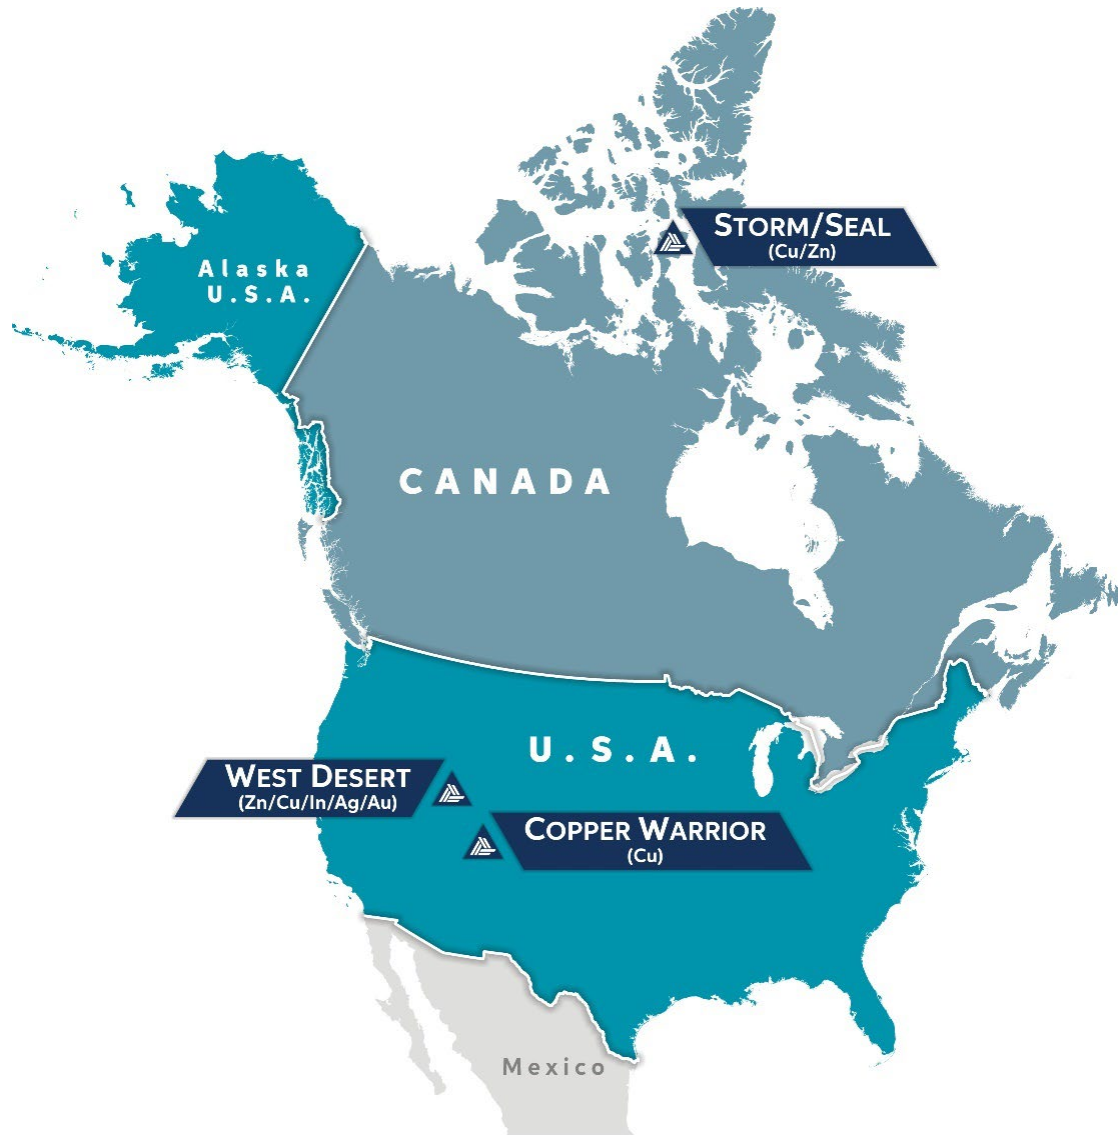 STORM/SEAL
(Cu/Zn)
Alaska
U.S.A.
CANADA
U.S.A.
WEST DESERT
(Zn/Cu/In/Ag/Au)
COPPER WARRIOR
(Cu)
Mexico